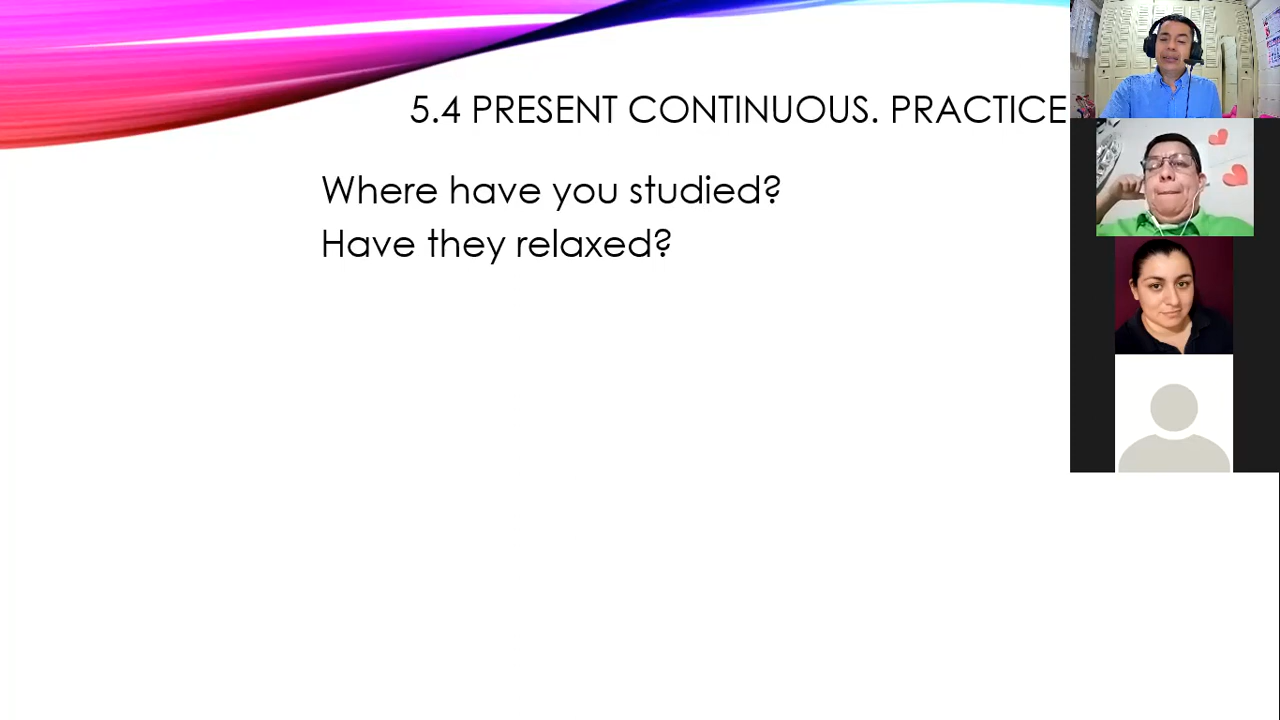 5.4 PRESENT CONTINUOUS. PRACTICE
Where have you studied?
Have they relaxed?